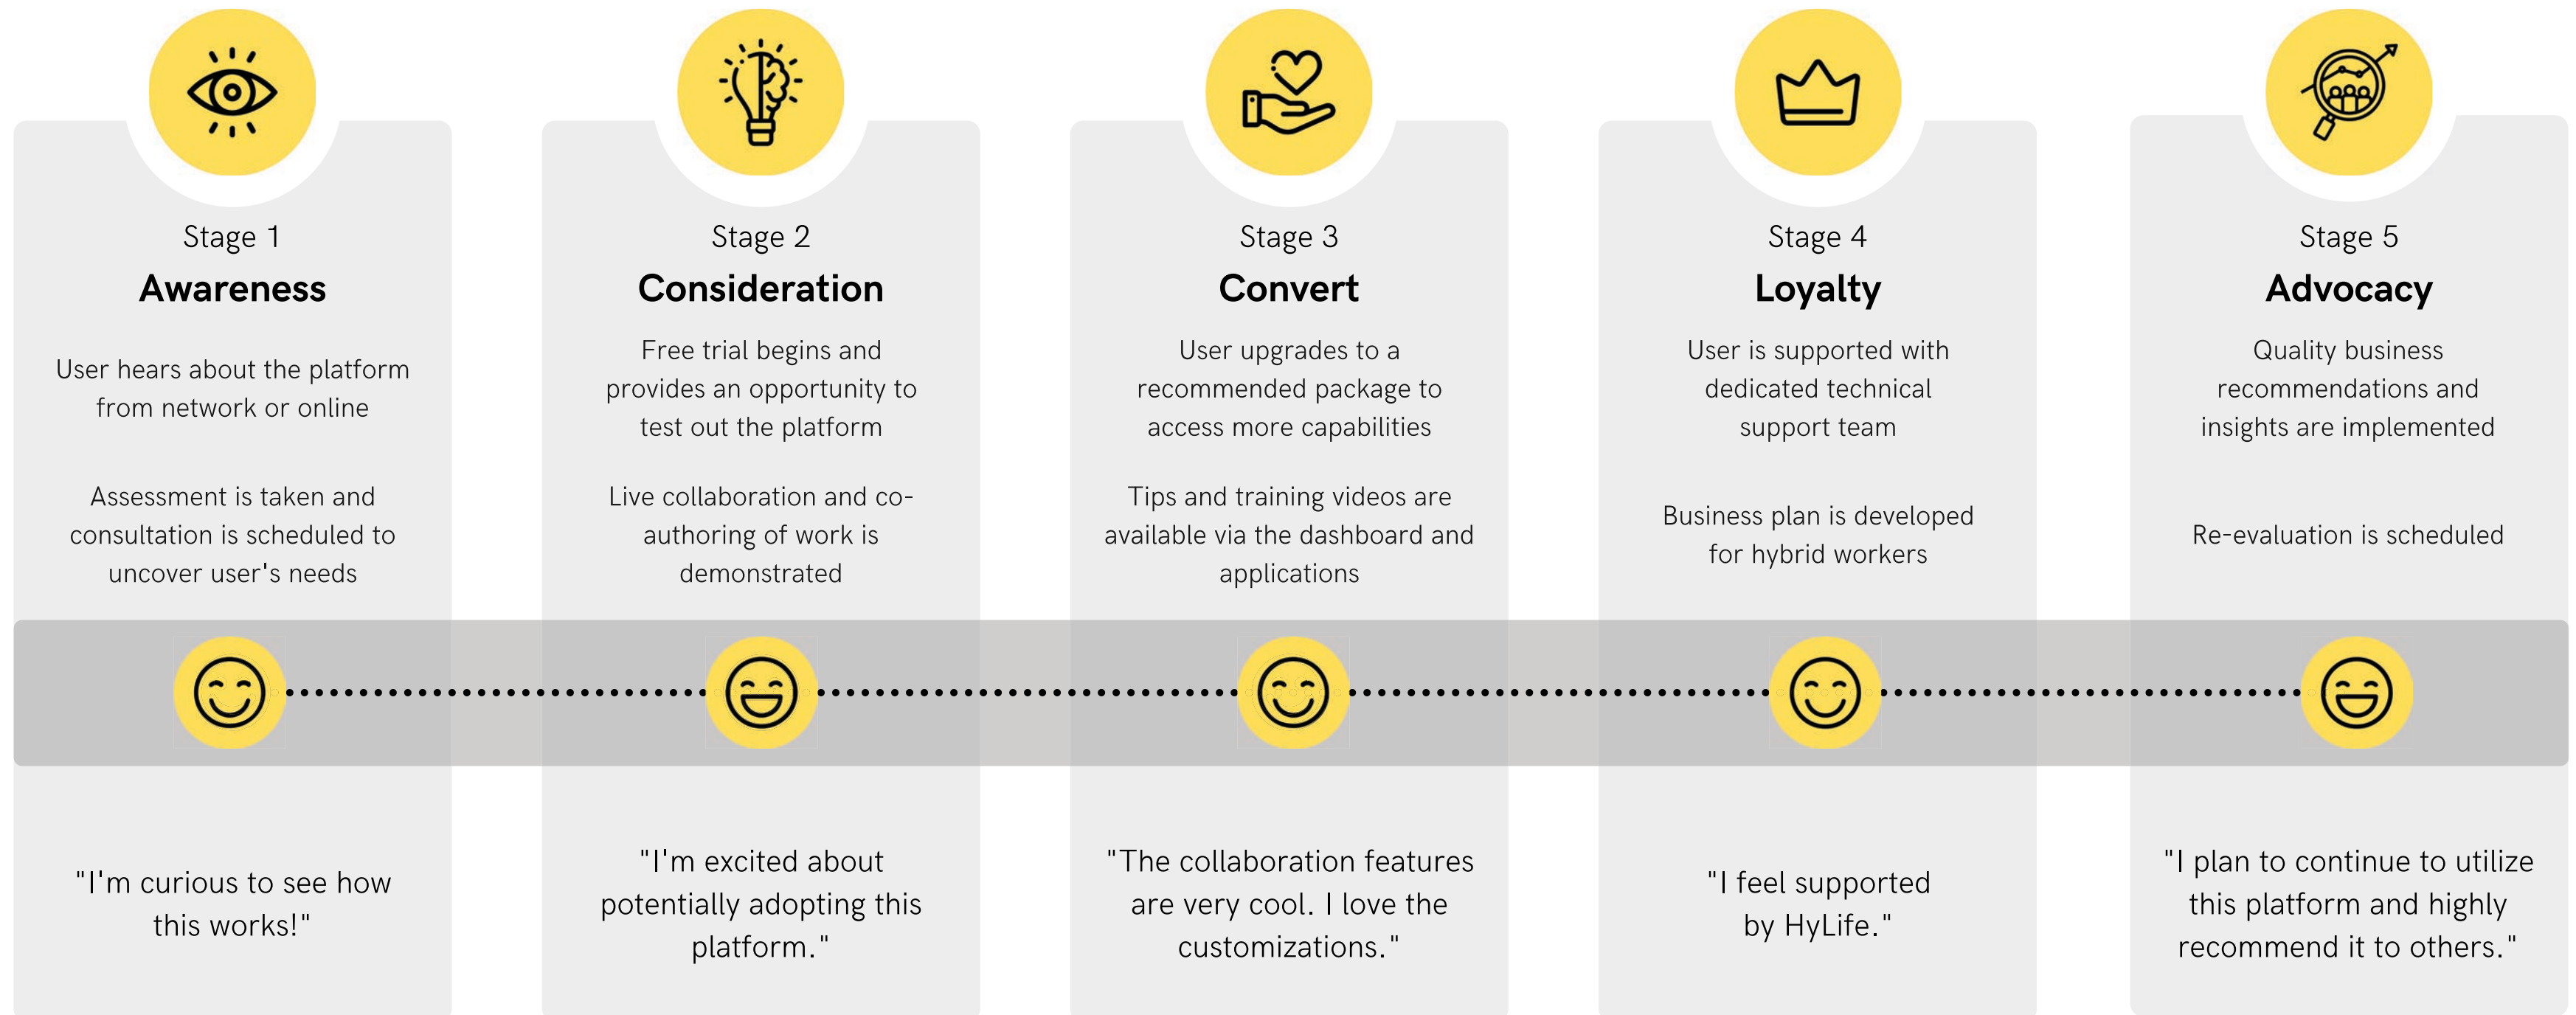 Stage 1
Awareness
User hears about the platform
from network or online
Assessment is taken and
consultation is scheduled to
uncover user's needs
"I'm curious to see how
this works!"
Stage 2
Consideration
Free trial begins and
provides an opportunity to
test out the platform
Live collaboration and co-
authoring of work is
demonstrated
"I'm excited about
potentially adopting this
platform."
Stage 3
Convert
User upgrades to a
recommended package to
access more capabilities
Tips and training videos are
available via the dashboard and
applications
"The collaboration features
are very cool. I love the
customizations."
Stage 4
Loyalty
User is supported with
dedicated technical
support team
Business plan is developed
for hybrid workers
"I feel supported
by HyLife."
Stage 5
Advocacy
Quality business
recommendations and
insights are implemented
Re-evaluation is scheduled
"I plan to continue to utilize
this platform and highly
recommend it to others."